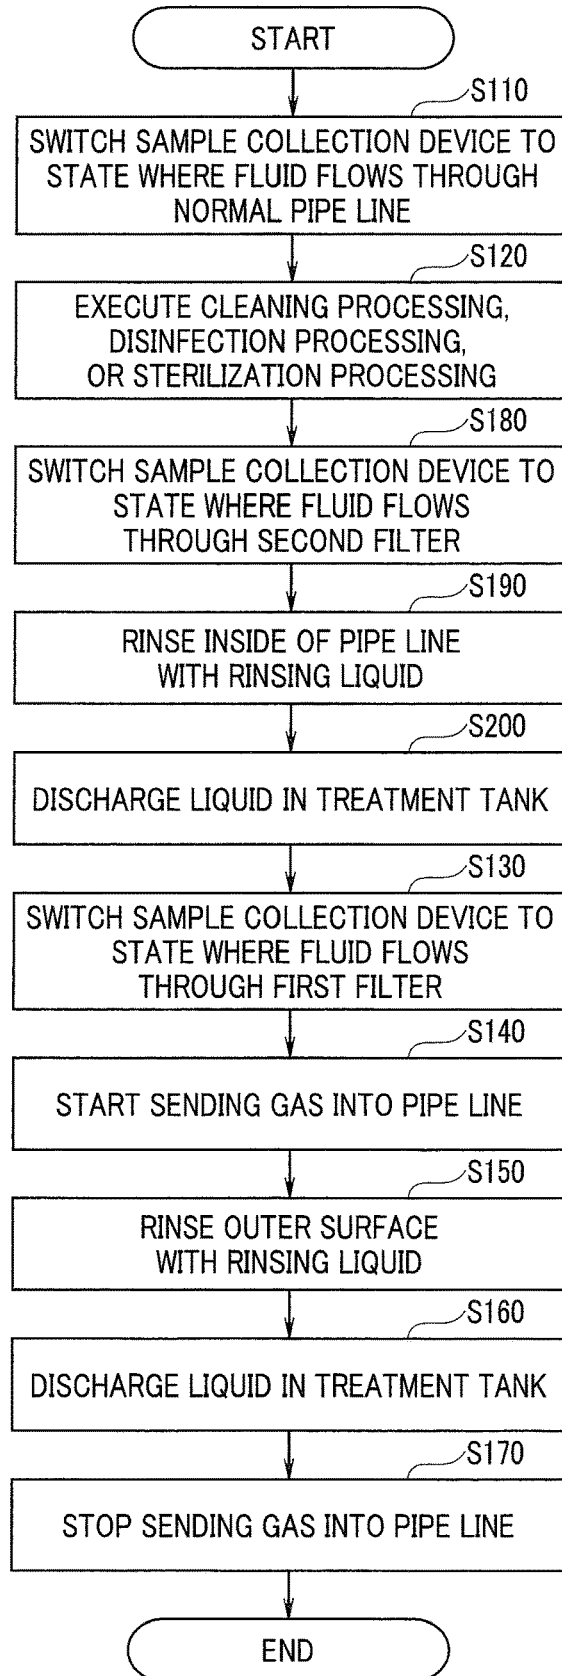 START
S110
SWITCH SAMPLE COLLECTION DEVICE TO
STATE WHERE FLUID FLOWS THROUGH
NORMAL PIPE LINE
S120
EXECUTE CLEANING PROCESSING,
DISINFECTION PROCESSING,
OR STERILIZATION PROCESSING
S180
SWITCH SAMPLE COLLECTION DEVICE TO
STATE WHERE FLUID FLOWS
THROUGH SECOND FILTER
S190
RINSE INSIDE OF PIPE LINE
WITH RINSING LIQUID
S200
DISCHARGE LIQUID IN TREATMENT TANK
S130
SWITCH SAMPLE COLLECTION DEVICE TO
STATE WHERE FLUID FLOWS
THROUGH FIRST FILTER
S140
START SENDING GAS INTO PIPE LINE
S150
RINSE OUTER SURFACE
WITH RINSING LIQUID
S160
DISCHARGE LIQUID IN TREATMENT TANK
S170
STOP SENDING GAS INTO PIPE LINE
END